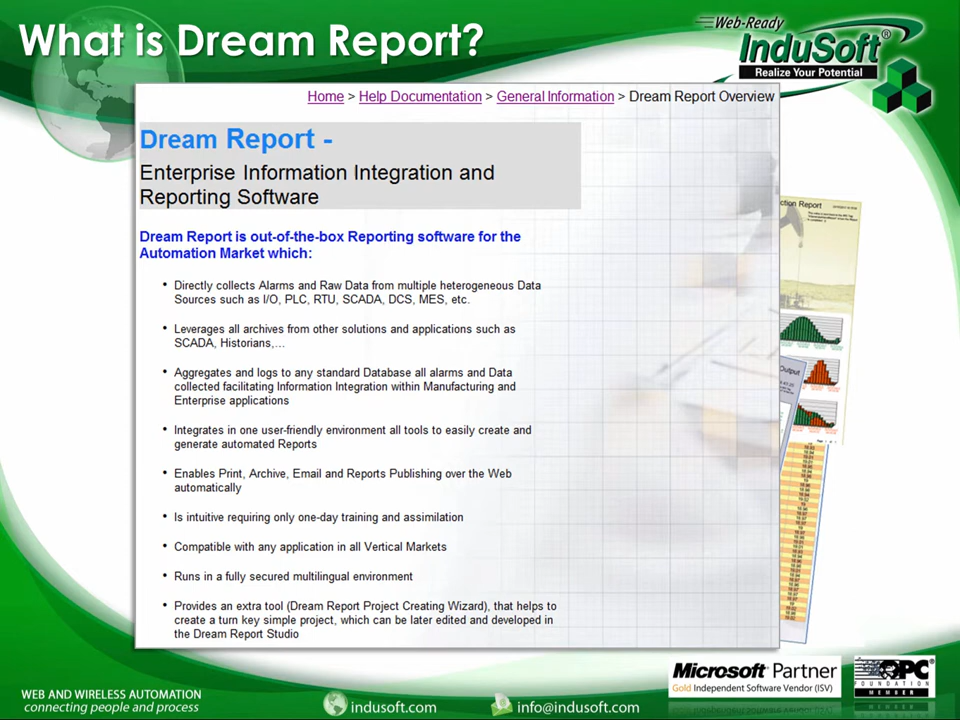 What is Dream Report?
Web-Ready
InduSoft®
Realize Your Potential
Home > Help Documentation > General Information > Dream Report Overview
Dream Report -
Enterprise Information Integration and
Reporting Software
Dream Report is out-of-the-box Reporting software for the
Automation Market which:
• Directly collects Alarms and Raw Data from multiple heterogeneous Data
Sources such as I/O, PLC, RTU, SCADA, DCS, MES, etc.
• Leverages all archives from other solutions and applications such as
SCADA, Historians,...
• Aggregates and logs to any standard Database all alarms and Data
collected facilitating Information Integration within Manufacturing and
Enterprise applications
• Integrates in one user-friendly environment all tools to easily create and
generate automated Reports
• Enables Print, Archive, Email and Reports Publishing over the Web
automatically
• Is intuitive requiring only one-day training and assimilation
• Compatible with any application in all Vertical Markets
• Runs in a fully secured multilingual environment
• Provides an extra tool (Dream Report Project Creating Wizard), that helps to
create a turn key simple project, which can be later edited and developed in
the Dream Report Studio
ction Report
Output
Microsoft Partner
Gold Independent Software Vendor (ISV)
OPC®
FOUNDATION
MEMBER
WEB AND WIRELESS AUTOMATION
connecting people and process
indusoft.com
info@indusoft.com